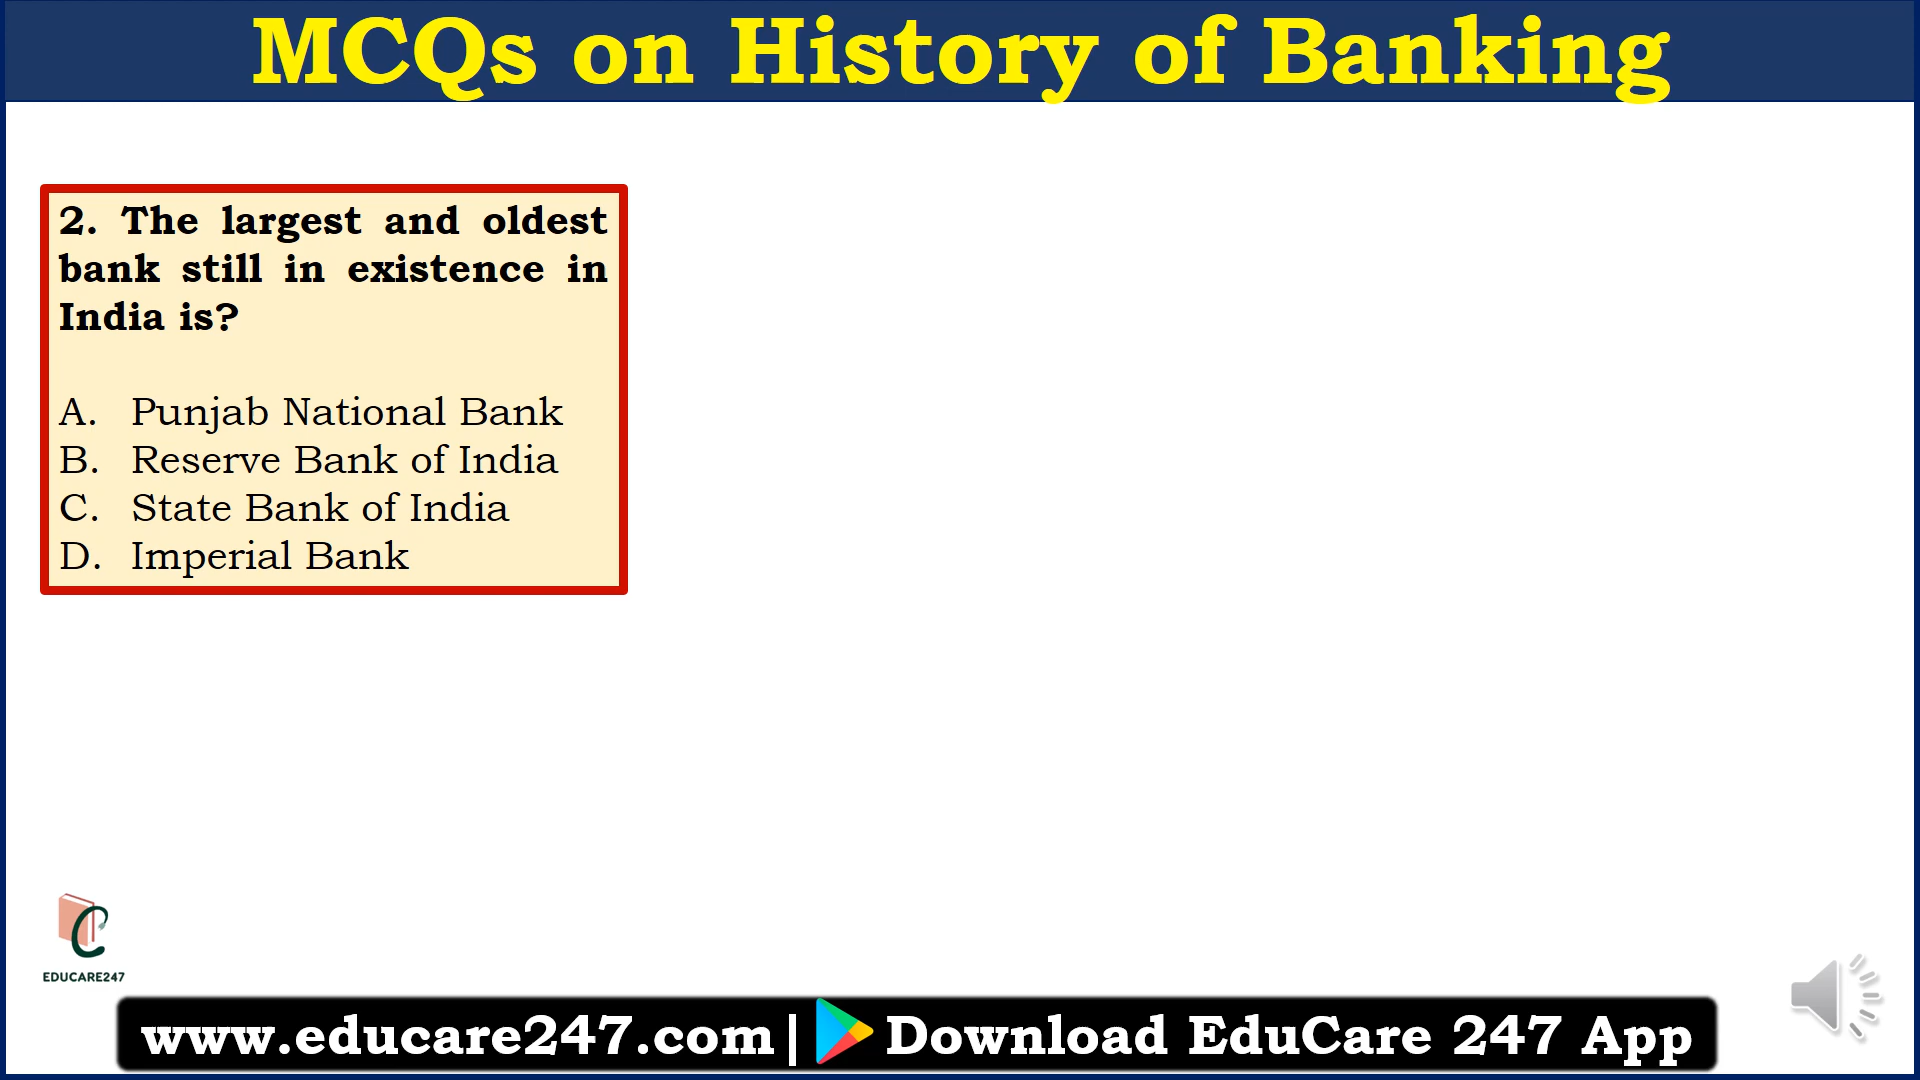 MCQs on History of Banking
2. The largest and oldest
bank still in existence in
India is?
A. Punjab National Bank
B. Reserve Bank of India
C. State Bank of India
D. Imperial Bank
C
EDUCARE247
www.educare247.com| Download EduCare 247 App